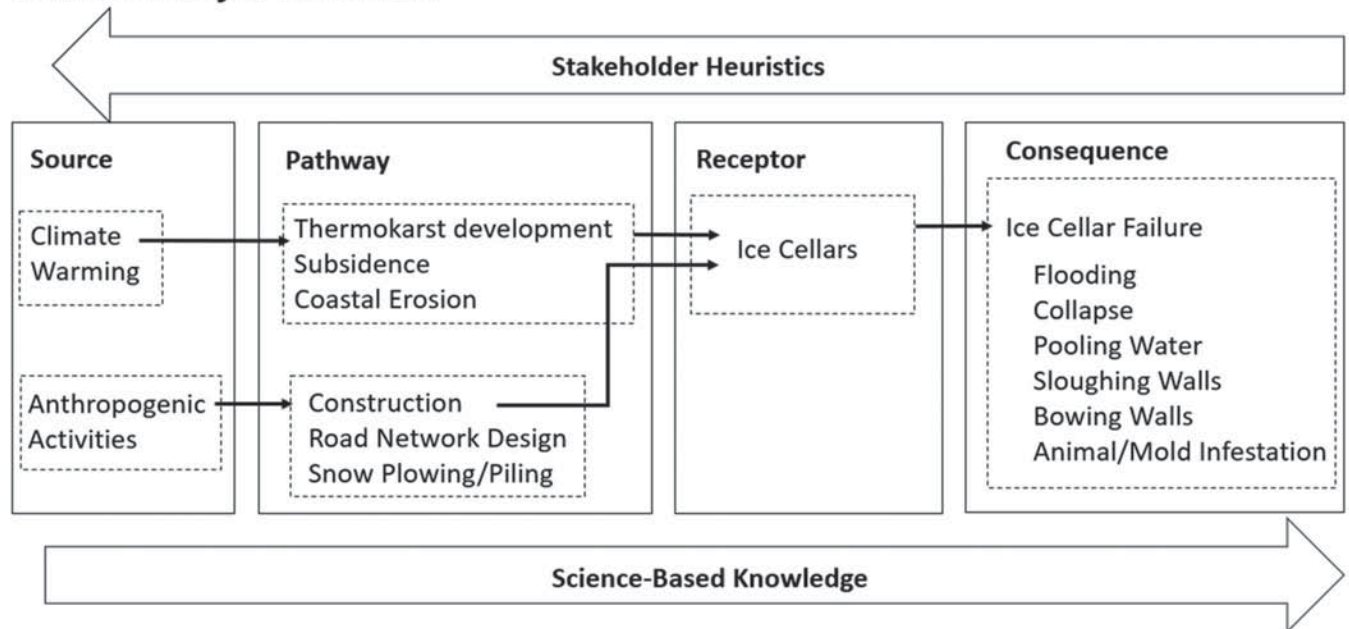 Stakeholder Heuristics
Source
Climate
Warming
Anthropogenic
Activities
Pathway
Thermokarst development
Subsidence
Coastal Erosion
Construction
Road Network Design
Snow Plowing/Piling
Receptor
Ice Cellars
Consequence
Ice Cellar Failure
Flooding
Collapse
Pooling Water
Sloughing Walls
Bowing Walls
Animal/Mold Infestation
Science-Based Knowledge